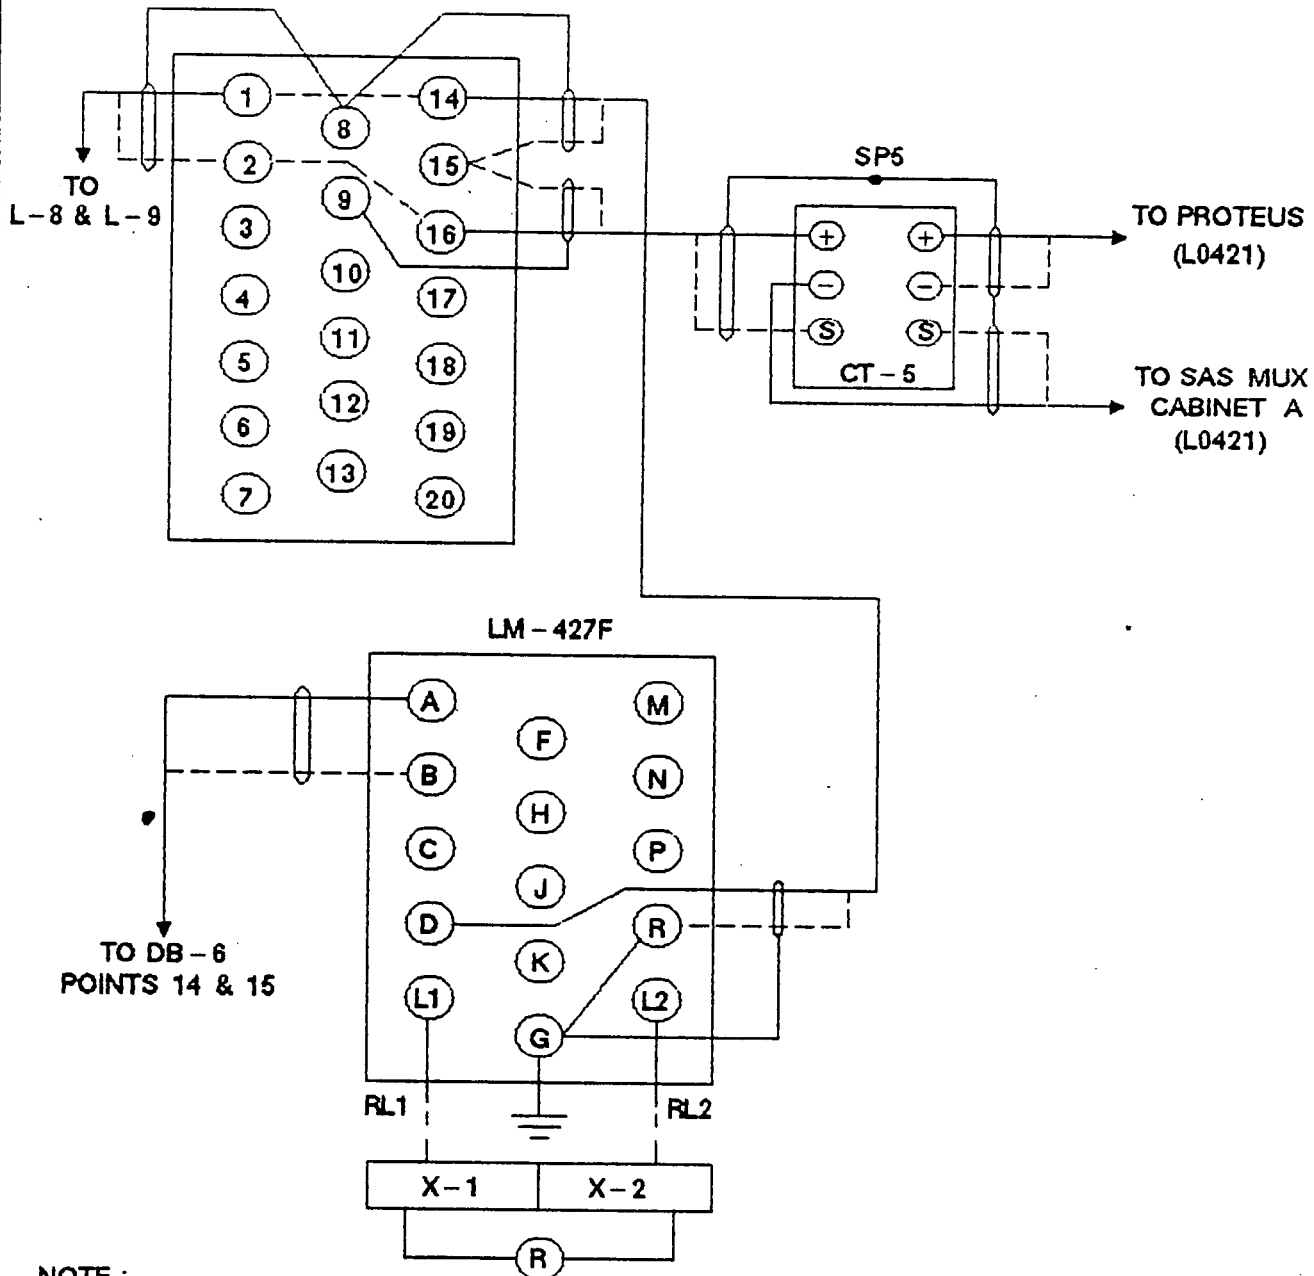 1
14
8
2
15
9
3
16
10
4
17
11
5
18
12
6
19
13
7
20
TO
L-8 & L-9
SP5
+
+
-
-
S
S
CT-5
TO PROTEUS
(L0421)
TO SAS MUX
CABINET A
(L0421)
LM-427F
A
M
F
B
N
H
C
P
J
D
R
K
L1
L2
G
TO DB-6
POINTS 14 & 15
RL1
RL2
X-1
X-2
R
NOTE: